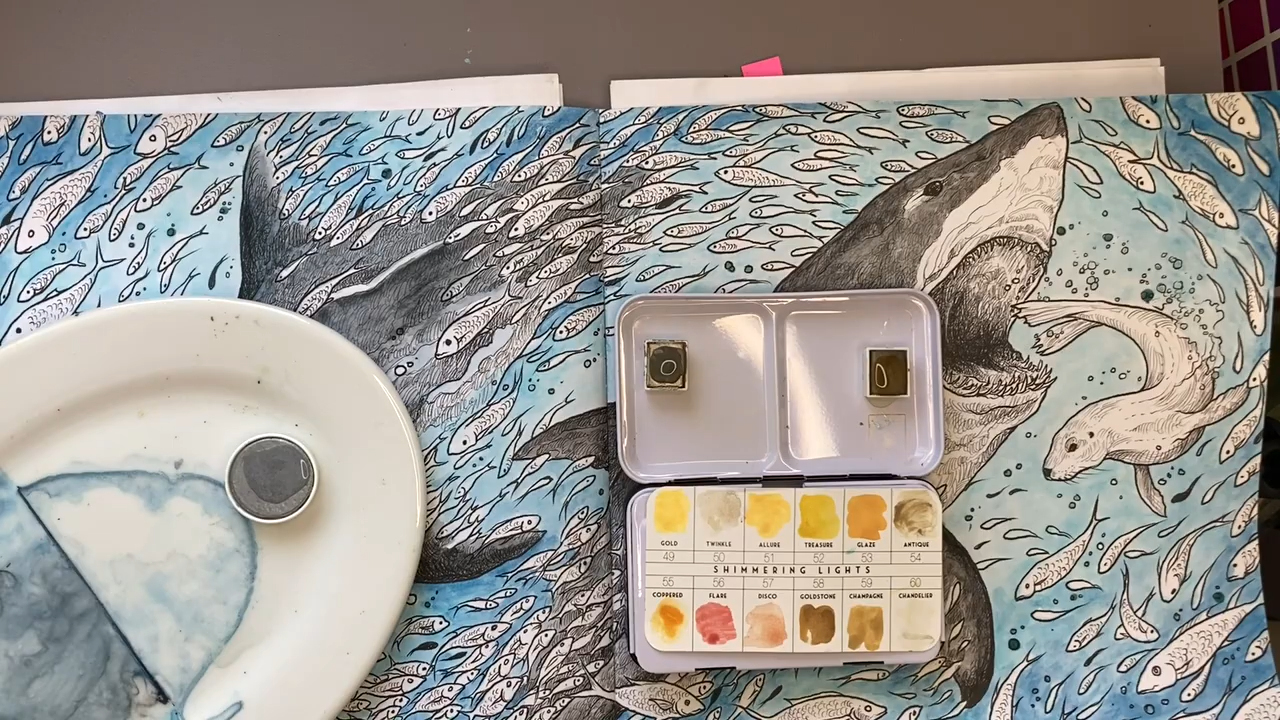 GOLD TWINKLE ALLURE TREASURE GLAZE ANTIQUE
49 50 51 52 53 54
SHIMMERING LIGHTS
55 56 57 58 59 60
COPPERED FLARE DISCO GOLDSTONE CHAMPAGNE CHANDELIER